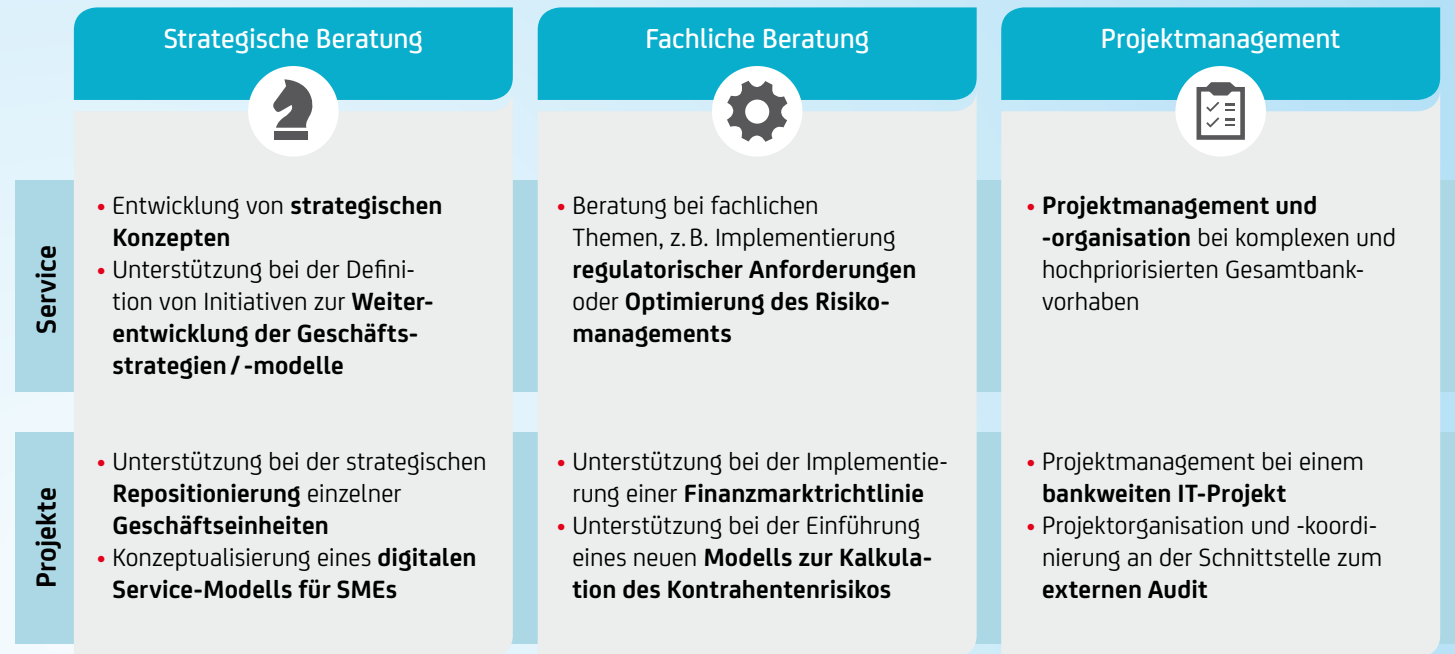 Strategische Beratung
Fachliche Beratung
Projektmanagement
Service
• Entwicklung von strategischen
Konzepten
• Unterstützung bei der Defini-
tion von Initiativen zur Weiter-
entwicklung der Geschäfts-
strategien / -modelle
• Beratung bei fachlichen
Themen, z. B. Implementierung
regulatorischer Anforderungen
oder Optimierung des Risiko-
managements
• Projektmanagement und
-organisation bei komplexen und
hochpriorisierten Gesamtbank-
vorhaben
Projekte
• Unterstützung bei der strategischen
Repositionierung einzelner
Geschäftseinheiten
• Konzeptualisierung eines digitalen
Service-Modells für SMEs
• Unterstützung bei der Implementie-
rung einer Finanzmarktrichtlinie
• Unterstützung bei der Einführung
eines neuen Modells zur Kalkula-
tion des Kontrahentenrisikos
• Projektmanagement bei einem
bankweiten IT-Projekt
• Projektorganisation und -koordi-
nierung an der Schnittstelle zum
externen Audit